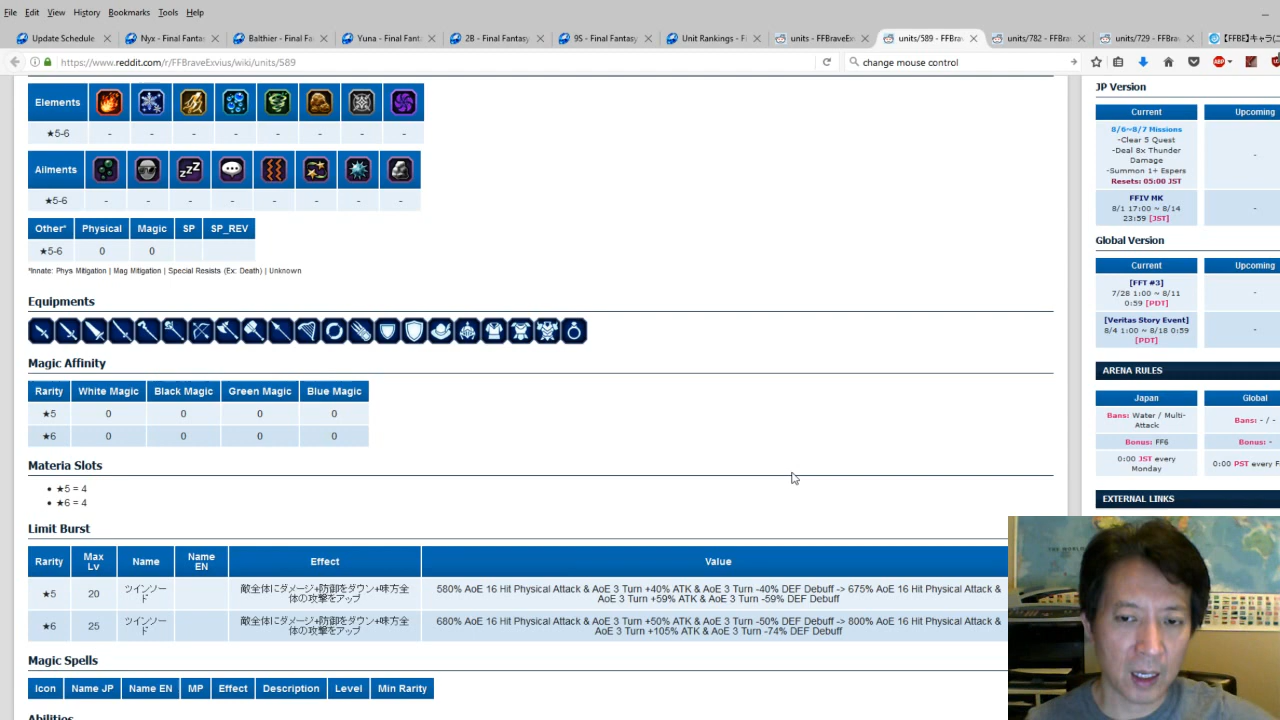 File Edit View History Bookmarks Tools Help
Update Schedule
Nyx - Final Fantas
Balthier - Final Fa
Yuna - Final Fant
2B - Final Fantasy
9S - Final Fantasy
Unit Rankings - Fi
units - FFBraveEx
units/589 - FFBra
units/782 - FFBra
units/729 - FFBra
【FFBE】キャラに
https://www.reddit.com/r/FFBraveExvius/wiki/units/589
change mouse control
ABP
Elements
★5-6 - - - - - - - -
Ailments
★5-6 - - - - - - - -
Other* Physical Magic SP SP_REV
★5-6 0 0
*Innate: Phys Mitigation | Mag Mitigation | Special Resists (Ex: Death) | Unknown
Equipments
Magic Affinity
Rarity White Magic Black Magic Green Magic Blue Magic
★5 0 0 0 0
★6 0 0 0 0
Materia Slots
• ★5 = 4
• ★6 = 4
Limit Burst
Rarity Max Lv Name Name EN Effect Value
★5 20 ツインソード 敵全体にダメージ+防御をダウン+味方全体の攻撃をアップ 580% AoE 16 Hit Physical Attack & AoE 3 Turn +40% ATK & AoE 3 Turn -40% DEF Debuff -> 675% AoE 16 Hit Physical Attack &
AoE 3 Turn +59% ATK & AoE 3 Turn -59% DEF Debuff
★6 25 ツインソード 敵全体にダメージ+防御をダウン+味方全体の攻撃をアップ 680% AoE 16 Hit Physical Attack & AoE 3 Turn +50% ATK & AoE 3 Turn -50% DEF Debuff -> 800% AoE 16 Hit Physical Attack &
AoE 3 Turn +105% ATK & AoE 3 Turn -74% DEF Debuff
Magic Spells
Icon Name JP Name EN MP Effect Description Level Min Rarity
Abilities
JP Version
Current Upcoming
8/6~8/7 Missions
-Clear 5 Quest
-Deal 8x Thunder
Damage
-Summon 1+ Espers
Resets: 05:00 JST
-
FFIV MK
8/1 17:00 ~ 8/14
23:59 [JST]
-
Global Version
Current Upcoming
[FFT #3]
7/28 1:00 ~ 8/11
0:59 [PDT]
-
[Veritas Story Event]
8/4 1:00 ~ 8/18 0:59
[PDT]
-
ARENA RULES
Japan Global
Bans: Water / Multi-
Attack
Bans: - / -
Bonus: FF6 Bonus: -
0:00 JST every
Monday
0:00 PST every F
EXTERNAL LINKS